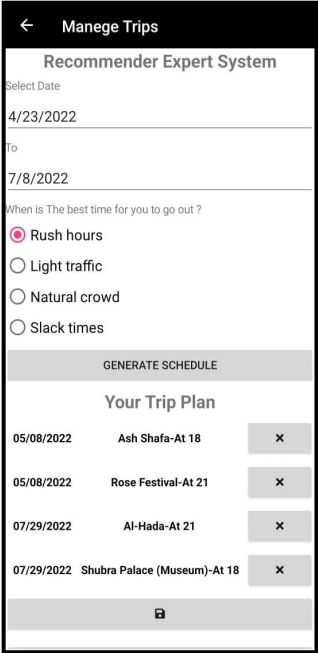 Manege Trips
Recommender Expert System
Select Date
4/23/2022
To
7/8/2022
When is The best time for you to go out ?
Rush hours
Light traffic
Natural crowd
Slack times
GENERATE SCHEDULE
Your Trip Plan
05/08/2022 Ash Shafa-At 18
05/08/2022 Rose Festival-At 21
07/29/2022 Al-Hada-At 21
07/29/2022 Shubra Palace (Museum)-At 18